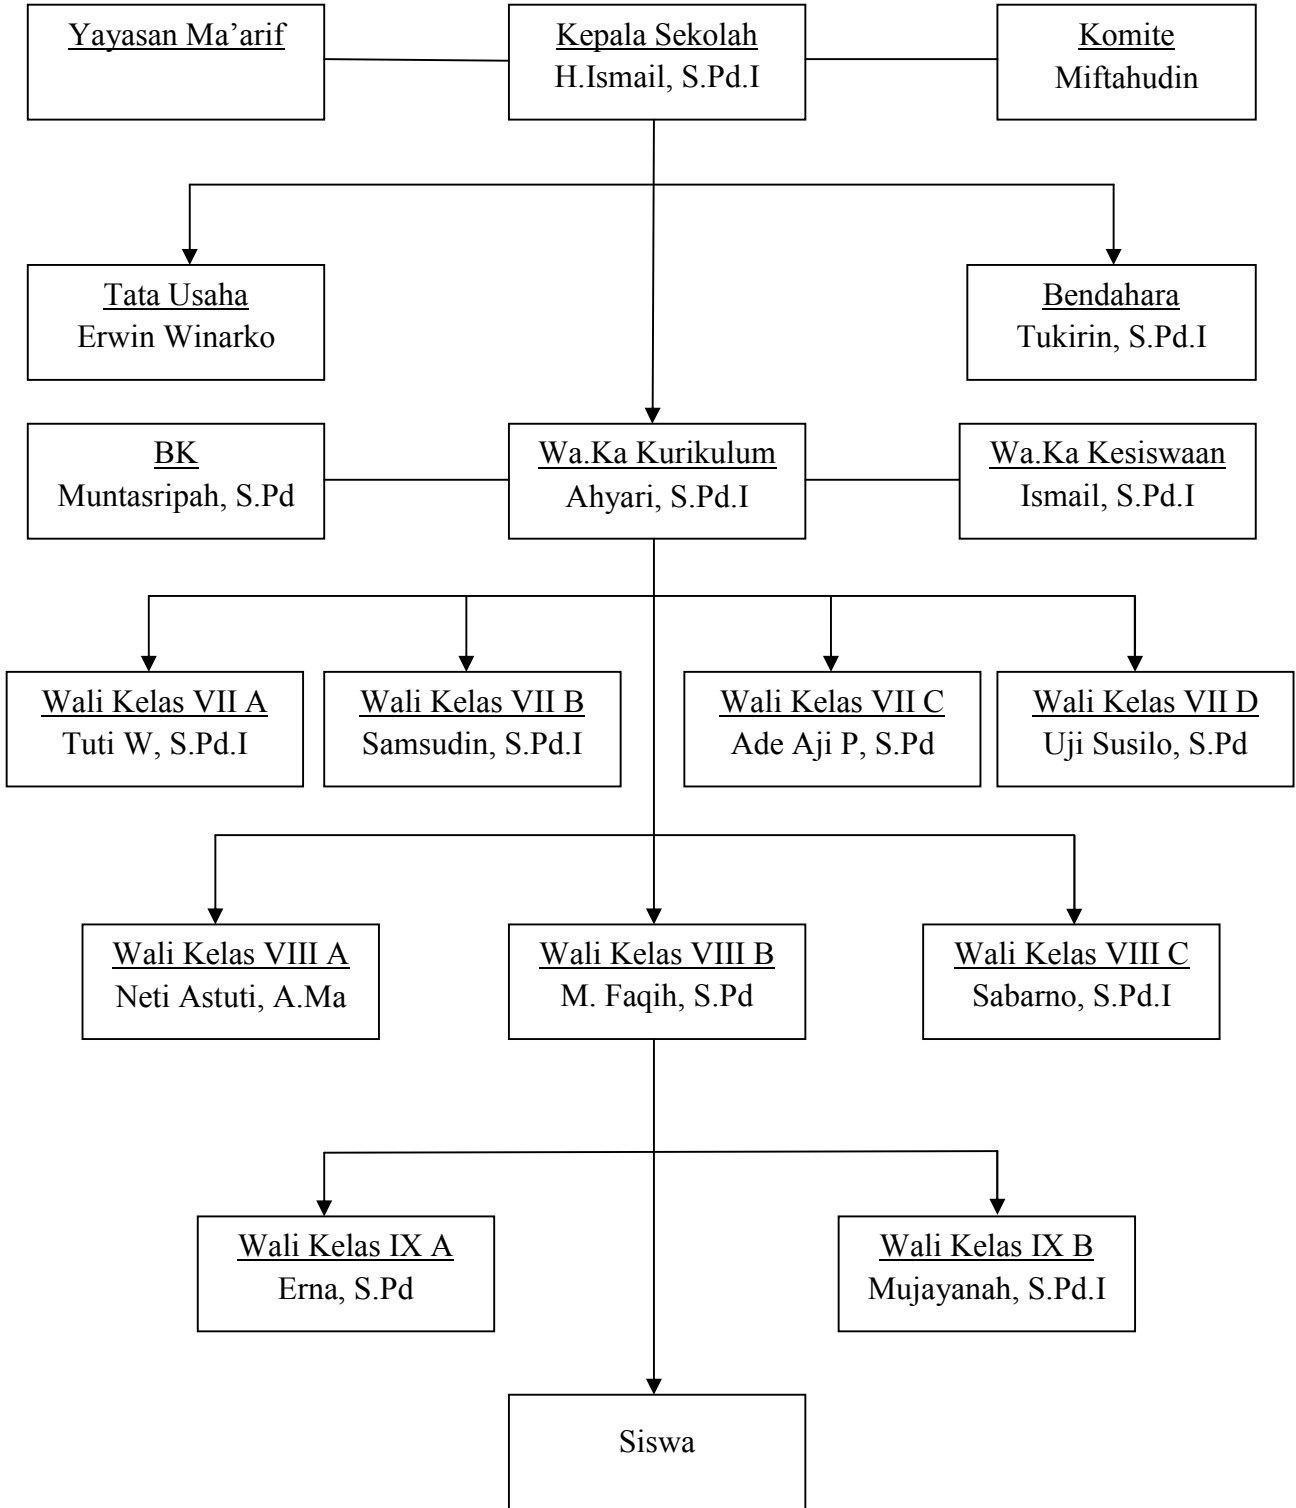 Yayasan Ma’arif
Kepala Sekolah
H.Ismail, S.Pd.I
Komite
Miftahudin
Tata Usaha
Erwin Winarko
Bendahara
Tukirin, S.Pd.I
BK
Muntasripah, S.Pd
Wa.Ka Kurikulum
Ahyari, S.Pd.I
Wa.Ka Kesiswaan
Ismail, S.Pd.I
Wali Kelas VII A
Tuti W, S.Pd.I
Wali Kelas VII B
Samsudin, S.Pd.I
Wali Kelas VII C
Ade Aji P, S.Pd
Wali Kelas VII D
Uji Susilo, S.Pd
Wali Kelas VIII A
Neti Astuti, A.Ma
Wali Kelas VIII B
M. Faqih, S.Pd
Wali Kelas VIII C
Sabarno, S.Pd.I
Wali Kelas IX A
Erna, S.Pd
Wali Kelas IX B
Mujayanah, S.Pd.I
Siswa